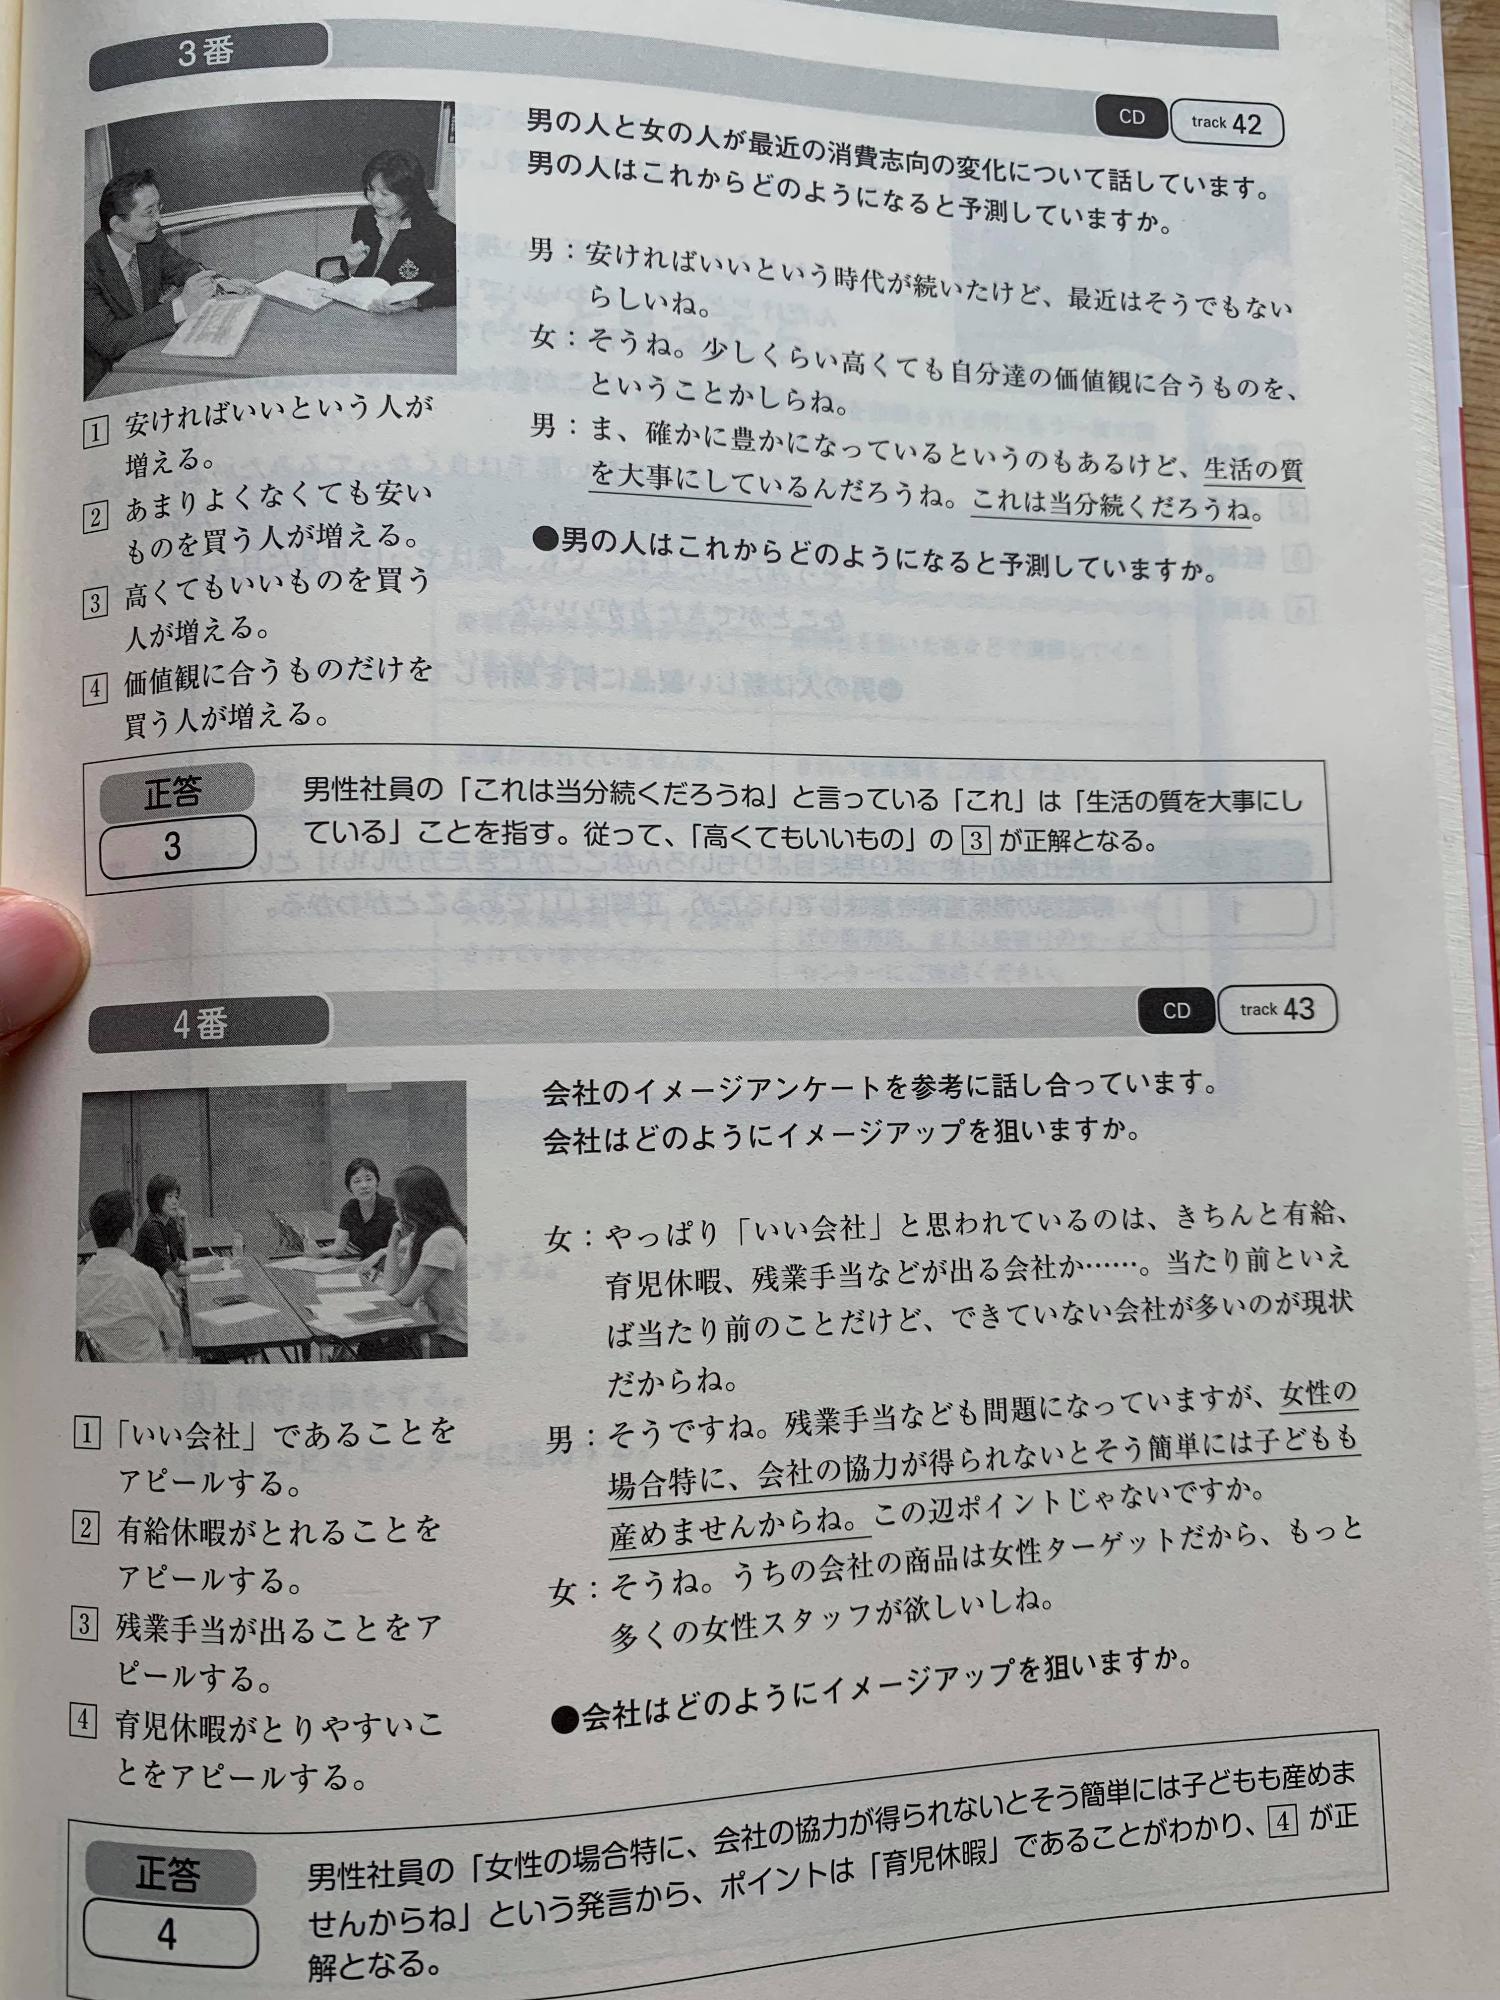 3番
CD track 42
男の人と女の人が最近の消費志向の変化について話しています。
男の人はこれからどのようになると予測していますか。
男：安ければいいという時代が続いたけど、最近はそうでもない
らしいね。
女：そうね。少しくらい高くても自分達の価値観に合うものを、
ということかしらね。
男：ま、確かに豊かになっているというのもあるけど、生活の質
を大事にしているんだろうね。これは当分続くだろうね。
●男の人はこれからどのようになると予測していますか。
1 安ければいいという人が
増える。
2 あまりよくなくても安い
ものを買う人が増える。
3 高くてもいいものを買う
人が増える。
4 価値観に合うものだけを
買う人が増える。
正答
3
男性社員の「これは当分続くだろうね」と言っている「これ」は「生活の質を大事にし
ている」ことを指す。従って、「高くてもいいもの」の 3 が正解となる。
4番
CD track 43
会社のイメージアンケートを参考に話し合っています。
会社はどのようにイメージアップを狙いますか。
女：やっぱり「いい会社」と思われているのは、きちんと有給、
育児休暇、残業手当などが出る会社か……。当たり前といえ
ば当たり前のことだけど、できていない会社が多いのが現状
だからね。
男：そうですね。残業手当なども問題になっていますが、女性の
場合特に、会社の協力が得られないとそう簡単には子どもも
産めませんからね。この辺ポイントじゃないですか。
女：そうね。うちの会社の商品は女性ターゲットだから、もっと
多くの女性スタッフが欲しいしね。
●会社はどのようにイメージアップを狙いますか。
1 「いい会社」であることを
アピールする。
2 有給休暇がとれることを
アピールする。
3 残業手当が出ることをア
ピールする。
4 育児休暇がとりやすいこ
とをアピールする。
正答
4
男性社員の「女性の場合特に、会社の協力が得られないとそう簡単には子どもも産めま
せんからね」という発言から、ポイントは「育児休暇」であることがわかり、4 が正
解となる。